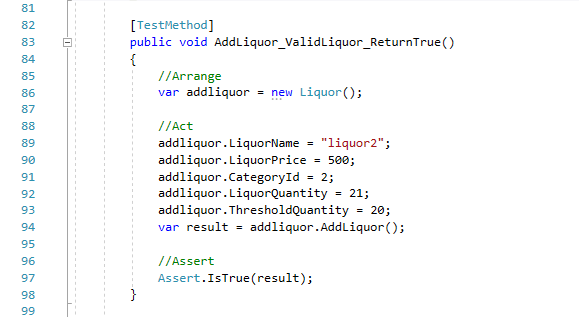 81
82 [TestMethod]
83 public void AddLiquor_ValidLiquor_ReturnTrue()
84 {
85 //Arrange
86 var addliquor = new Liquor();
87
88 //Act
89 addliquor.LiquorName = "liquor2";
90 addliquor.LiquorPrice = 500;
91 addliquor.CategoryId = 2;
92 addliquor.LiquorQuantity = 21;
93 addliquor.ThresholdQuantity = 20;
94 var result = addliquor.AddLiquor();
95
96 //Assert
97 Assert.IsTrue(result);
98 }
99